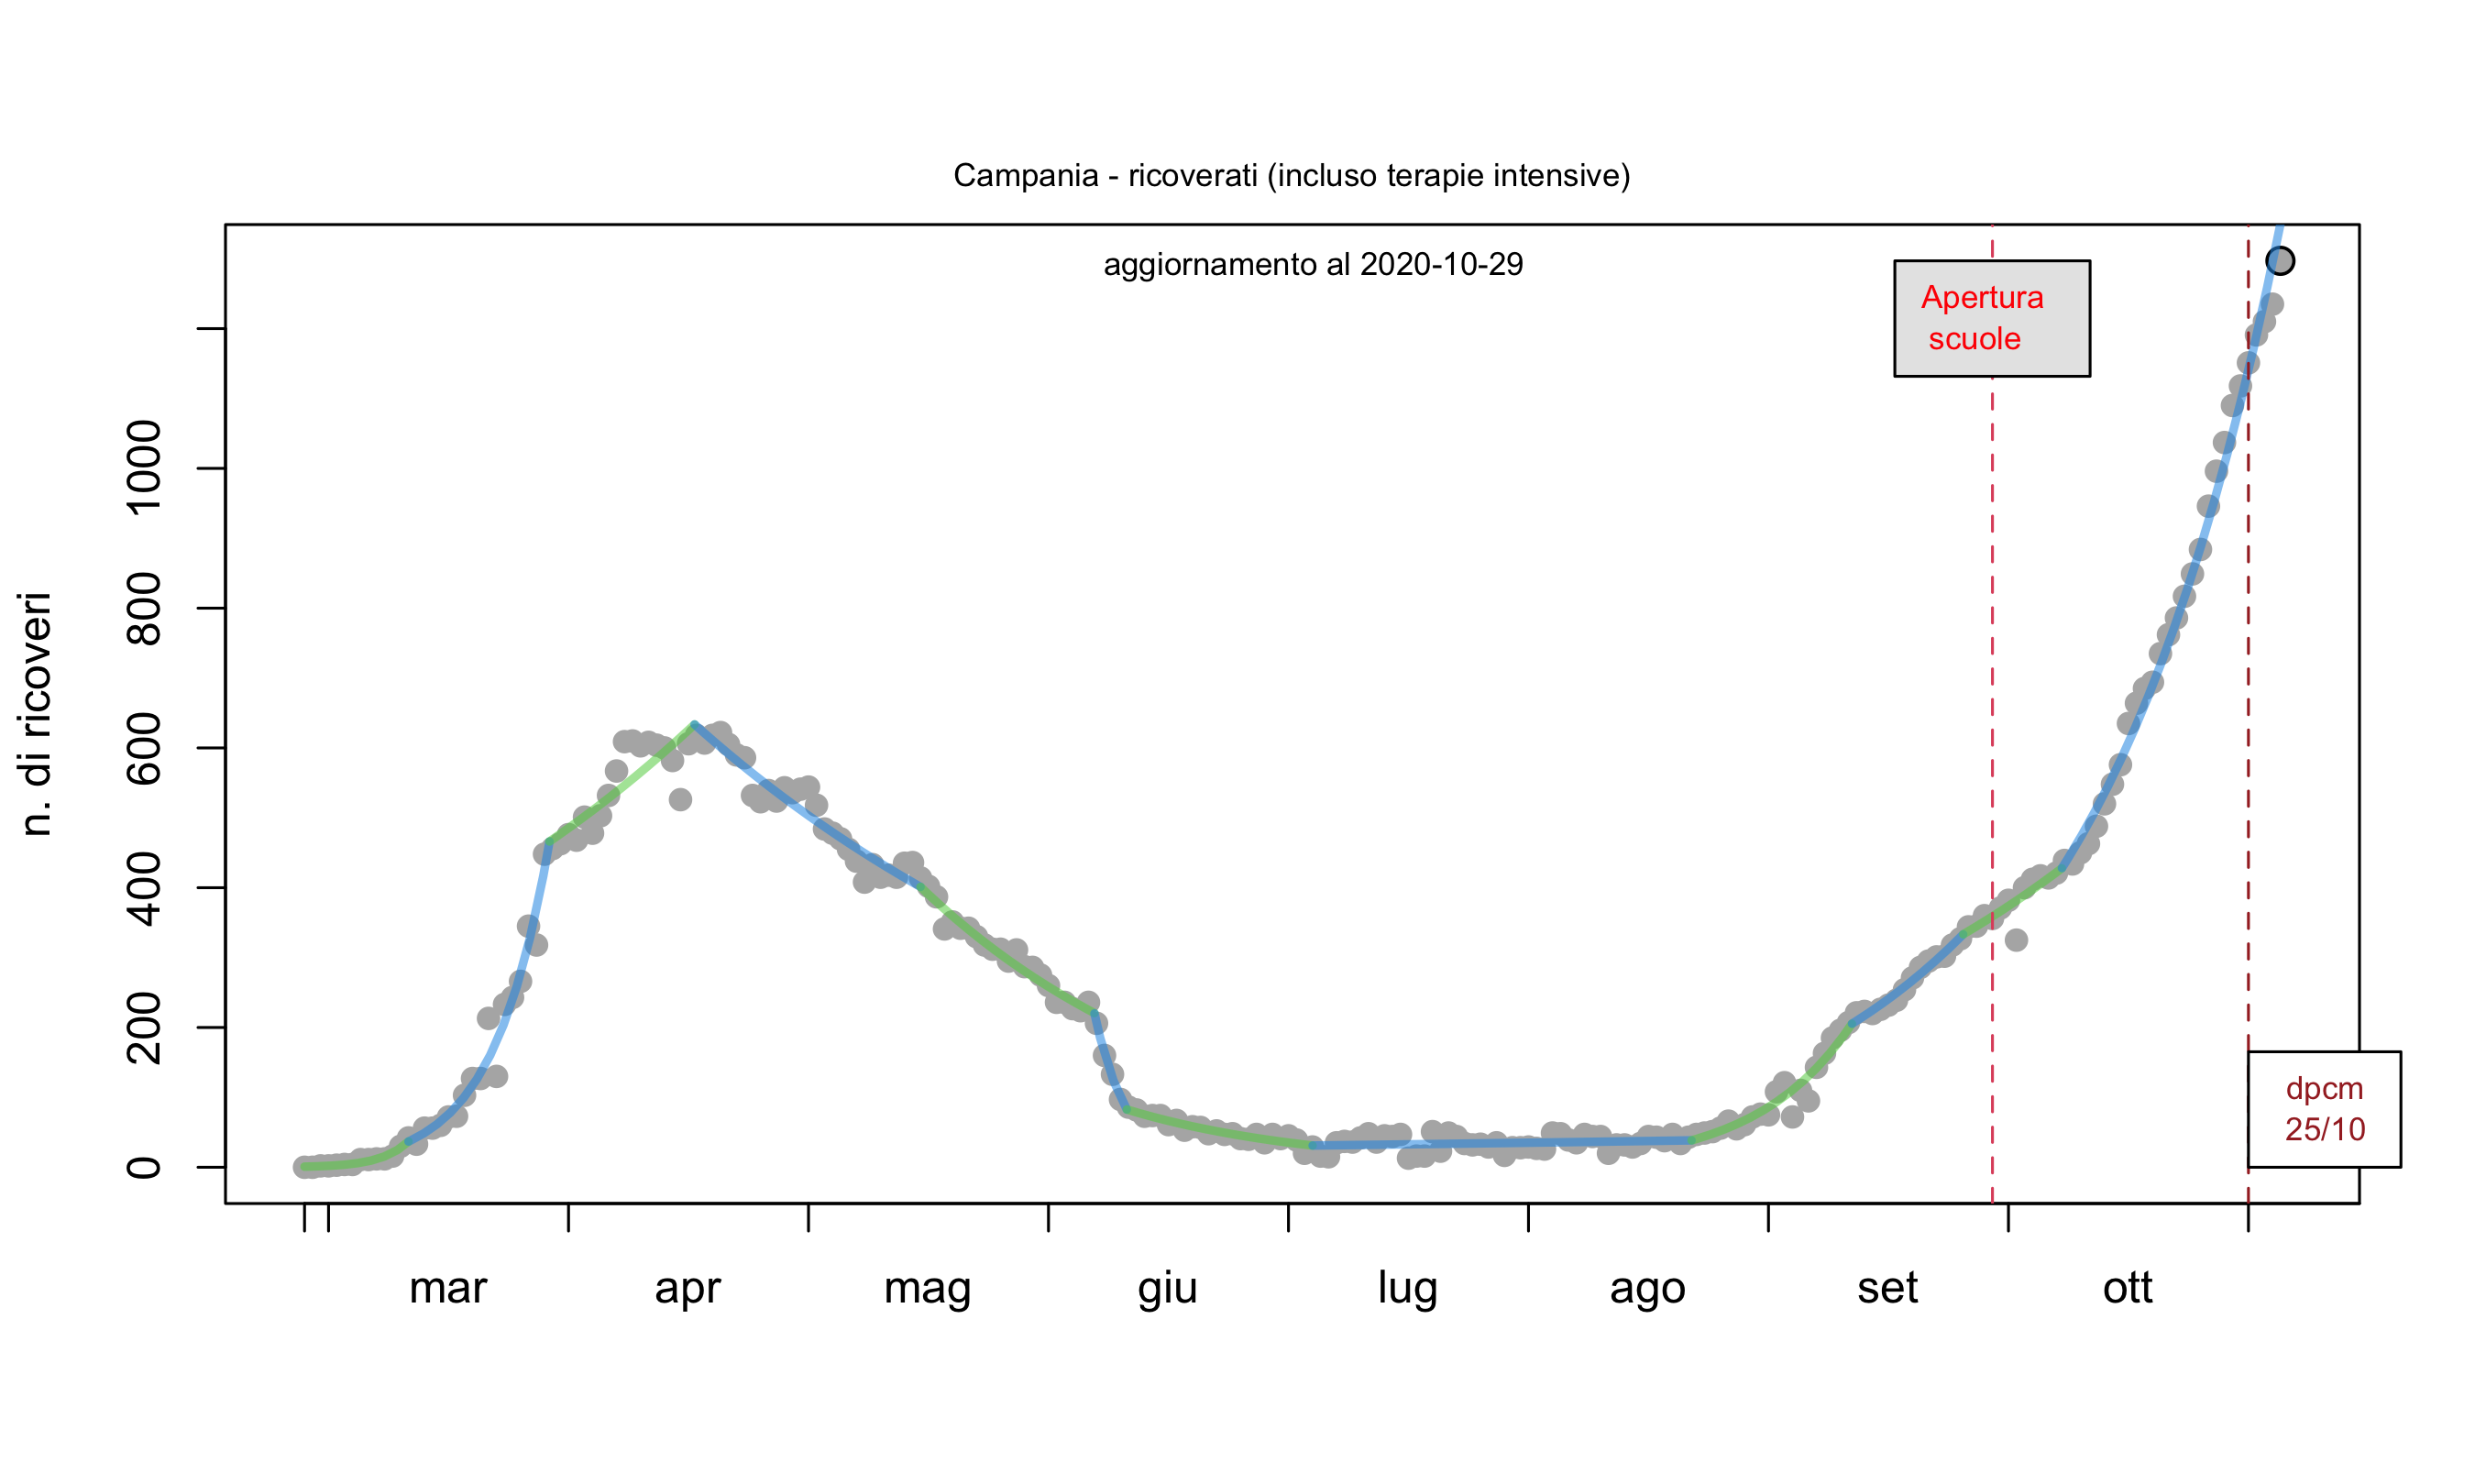 Campania - ricoverati (incluso terapie intensive)
aggiornamento al 2020-10-29
Apertura
scuole
n. di ricoveri
1000
800
600
400
200
0
dpcm
25/10
mar apr mag giu lug ago set ott